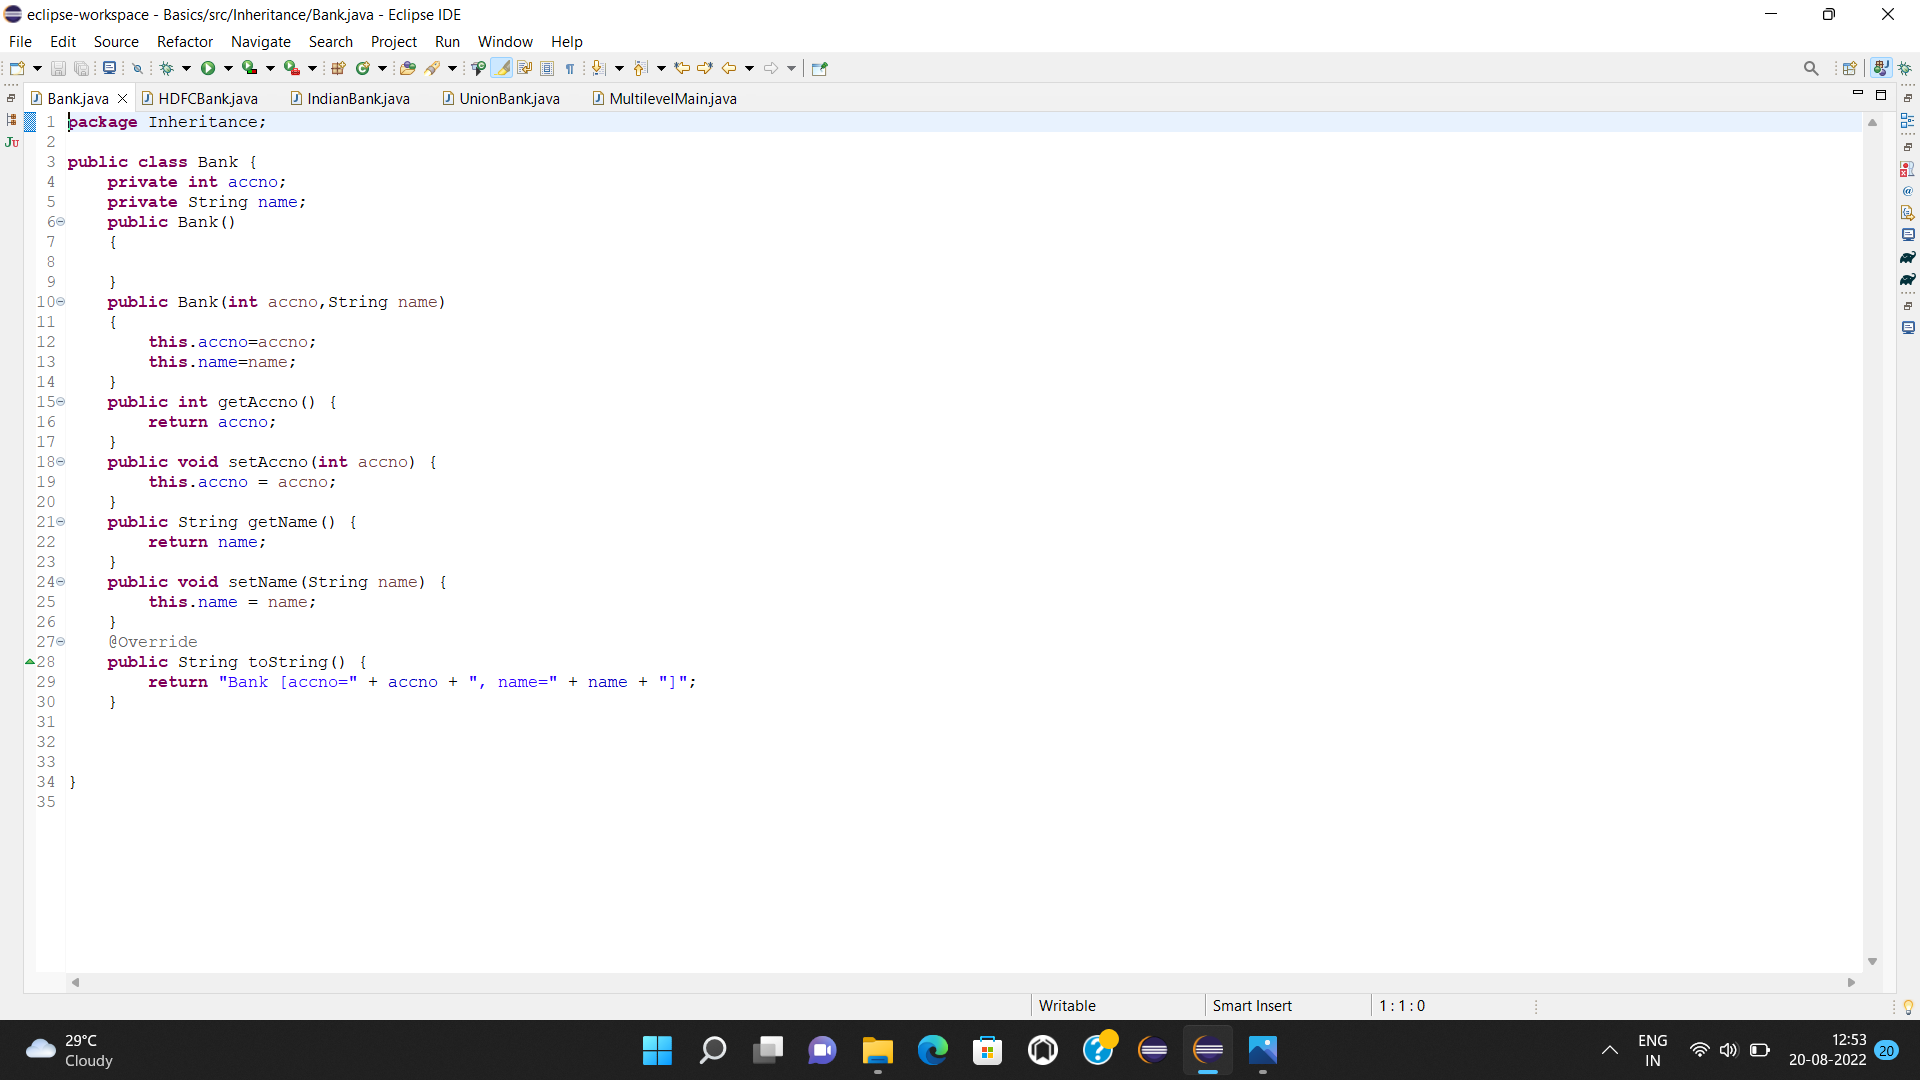 eclipse-workspace - Basics/src/Inheritance/Bank.java - Eclipse IDE
File Edit Source Refactor Navigate Search Project Run Window Help
Bank.java HDFCBank.java IndianBank.java UnionBank.java MultilevelMain.java
1 package Inheritance;
2
3 public class Bank {
4     private int accno;
5     private String name;
6     public Bank()
7     {
8
9     }
10     public Bank(int accno,String name)
11     {
12         this.accno=accno;
13         this.name=name;
14     }
15     public int getAccno() {
16         return accno;
17     }
18     public void setAccno(int accno) {
19         this.accno = accno;
20     }
21     public String getName() {
22         return name;
23     }
24     public void setName(String name) {
25         this.name = name;
26     }
27     @Override
28     public String toString() {
29         return "Bank [accno=" + accno + ", name=" + name + "]";
30     }
31
32
33
34 }
35
Writable Smart Insert 1 : 1 : 0
29°C
Cloudy
ENG
IN
12:53
20-08-2022
20